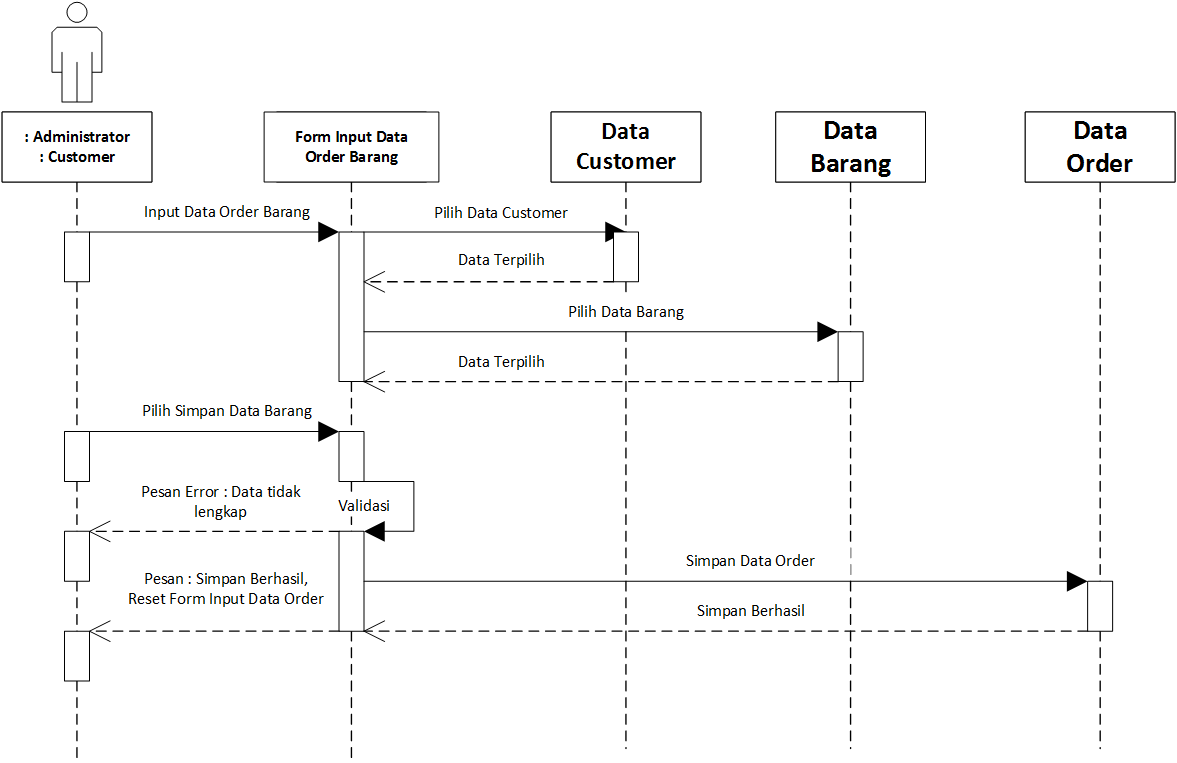 : Administrator
: Customer
Form Input Data
Order Barang
Data
Customer
Data
Barang
Data
Order
Input Data Order Barang
Pilih Data Customer
Data Terpilih
Pilih Data Barang
Data Terpilih
Pilih Simpan Data Barang
Pesan Error : Data tidak
lengkap
Validasi
Simpan Data Order
Pesan : Simpan Berhasil,
Reset Form Input Data Order
Simpan Berhasil